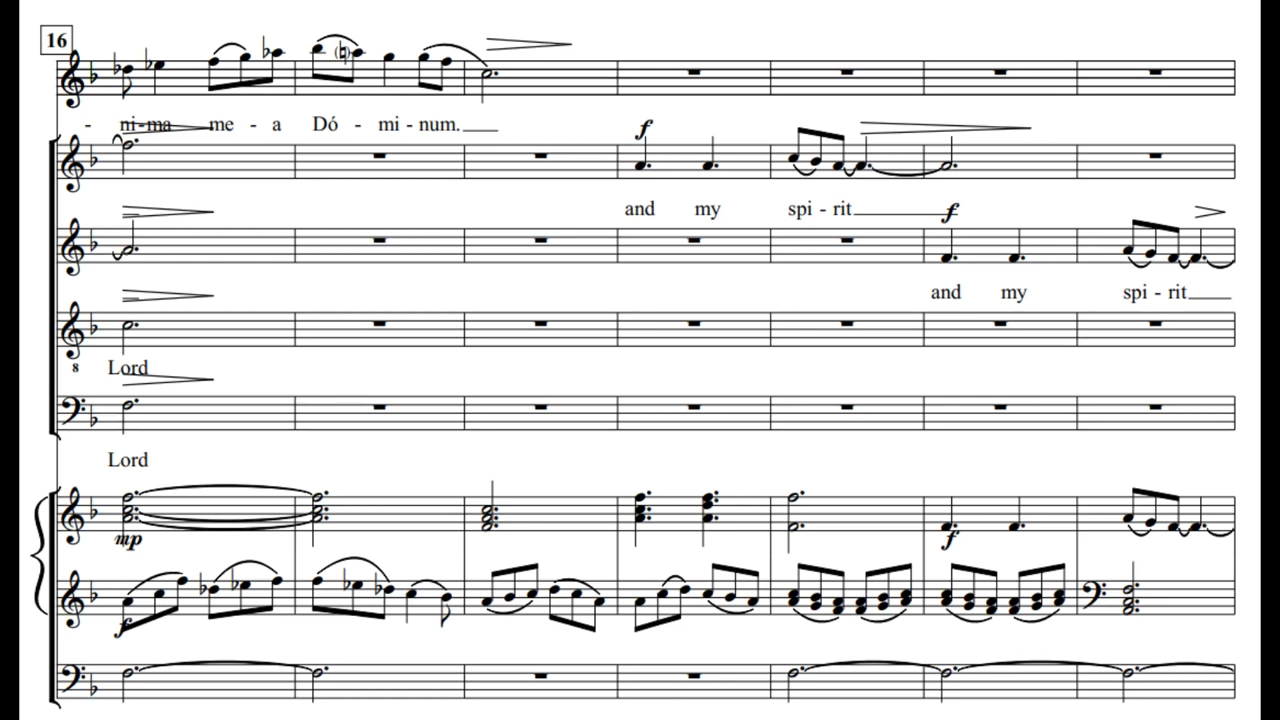 16
- ni-ma me - a Dó - mi - num.
f
and my spi - rit
f
and my spi - rit
8
Lord
Lord
mp
f
f